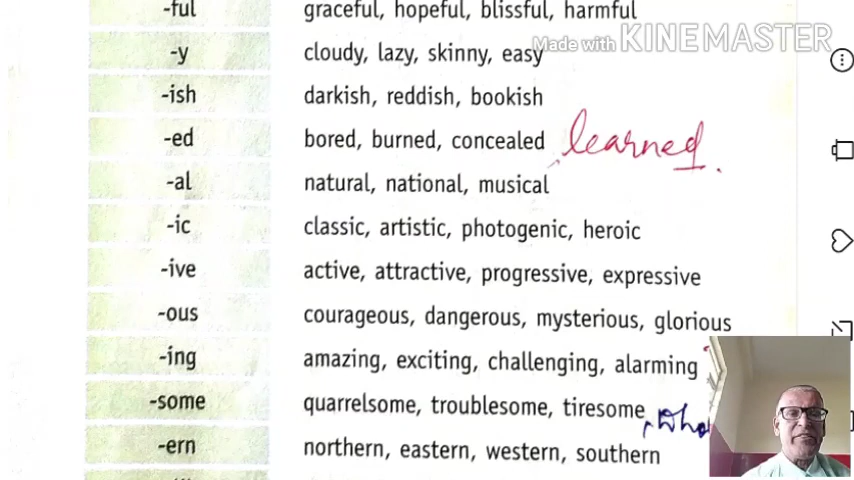 -ful graceful, hopeful, blissful, harmful
Made with KINEMASTER
-y cloudy, lazy, skinny, easy
-ish darkish, reddish, bookish
-ed bored, burned, concealed, learned.
-al natural, national, musical
-ic classic, artistic, photogenic, heroic
-ive active, attractive, progressive, expressive
-ous courageous, dangerous, mysterious, glorious
-ing amazing, exciting, challenging, alarming
-some quarrelsome, troublesome, tiresome,
-ern northern, eastern, western, southern